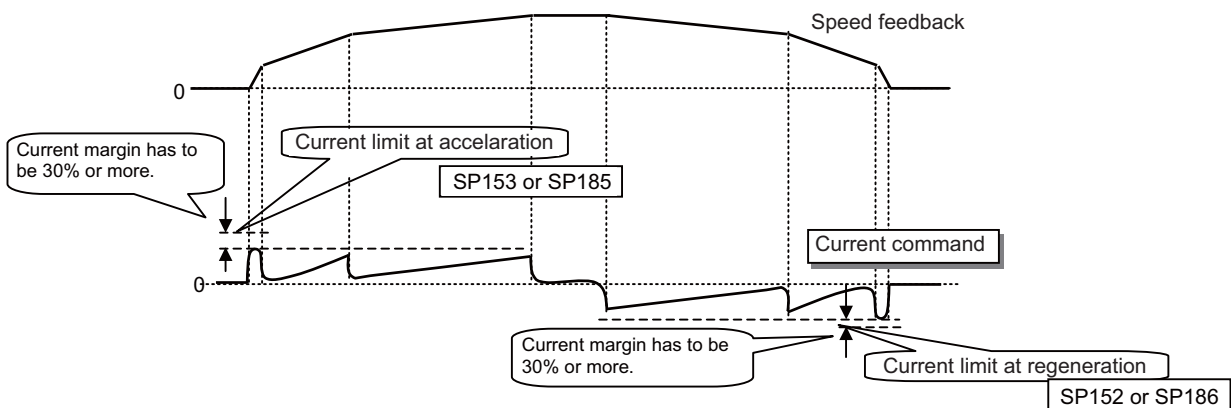 Speed feedback
0
Current margin has to
be 30% or more.
Current limit at accelaration
SP153 or SP185
Current command
0
Current margin has to be
30% or more.
Current limit at regeneration
SP152 or SP186